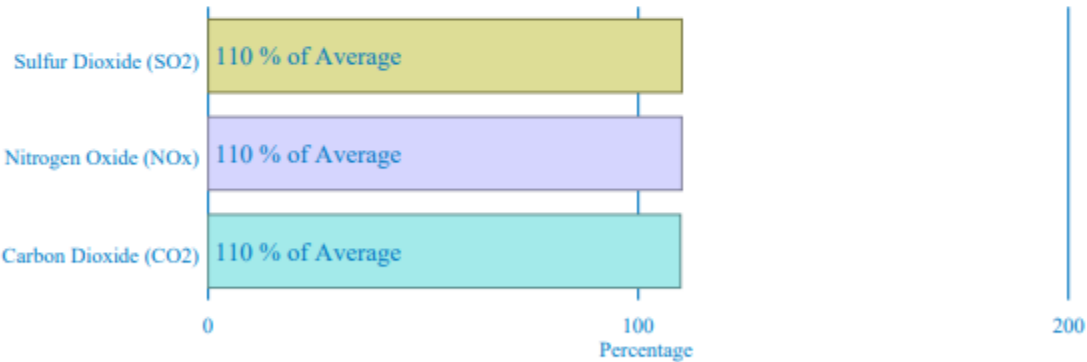 Sulfur Dioxide (SO2) 110 % of Average
Nitrogen Oxide (NOx) 110 % of Average
Carbon Dioxide (CO2) 110 % of Average
0 100 200
Percentage